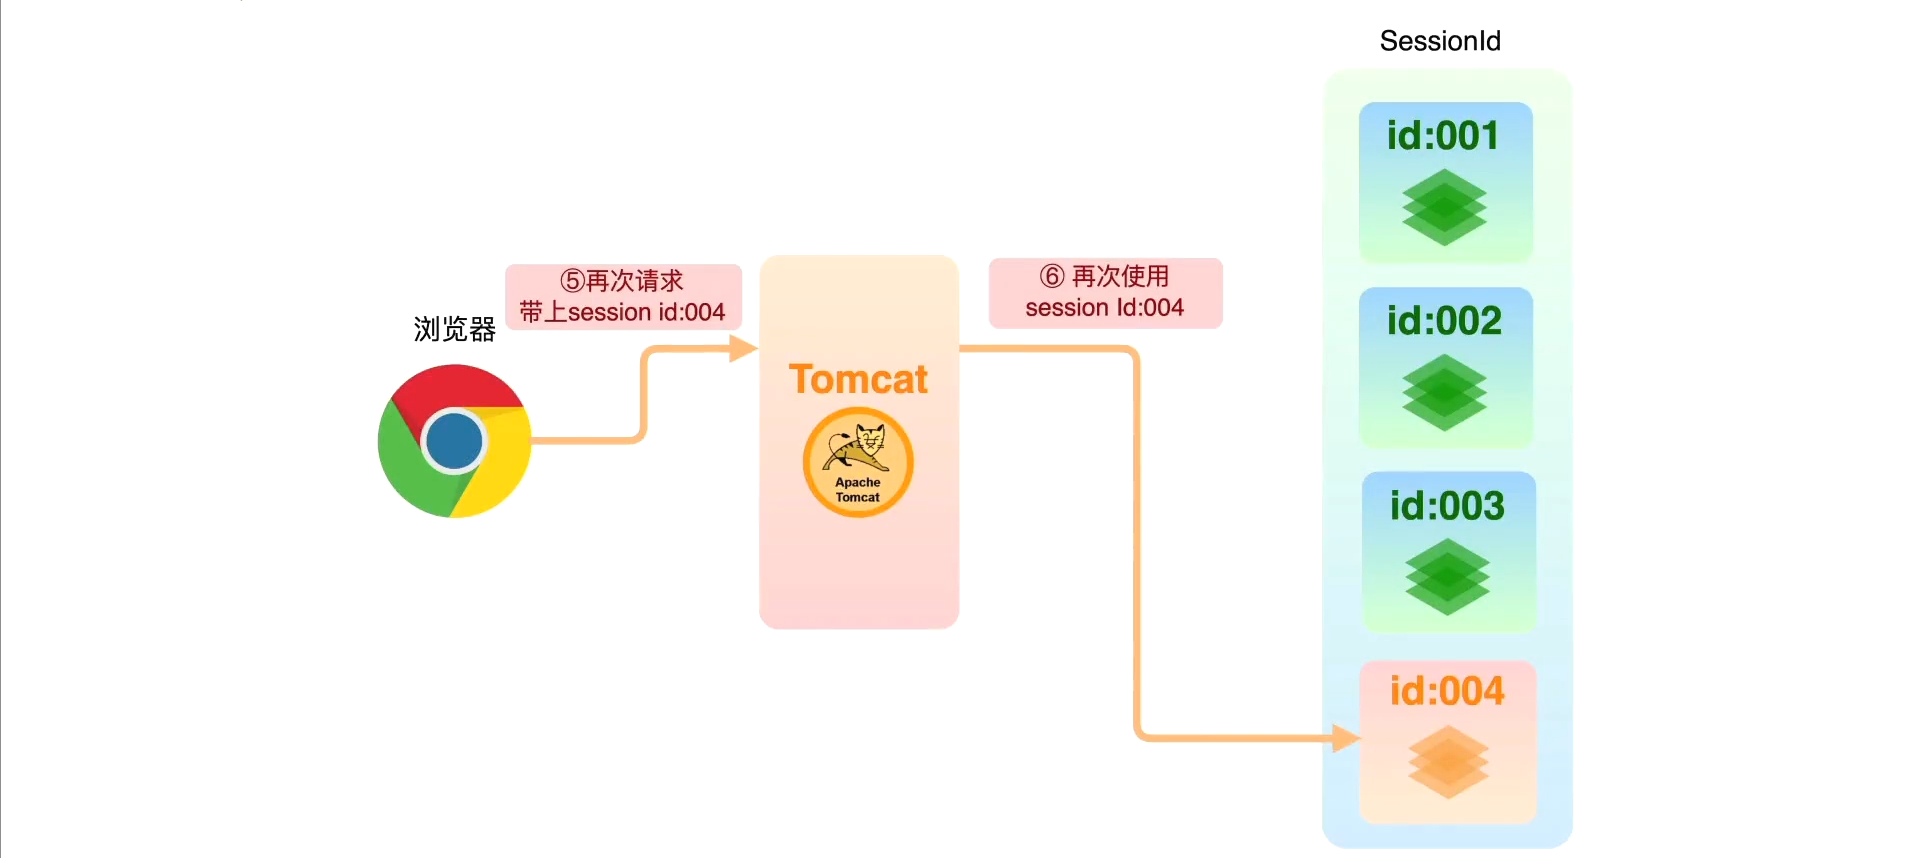 SessionId
id:001
id:002
id:003
id:004
⑤再次请求
带上session id:004
⑥ 再次使用
session Id:004
浏览器
Tomcat
Apache
Tomcat